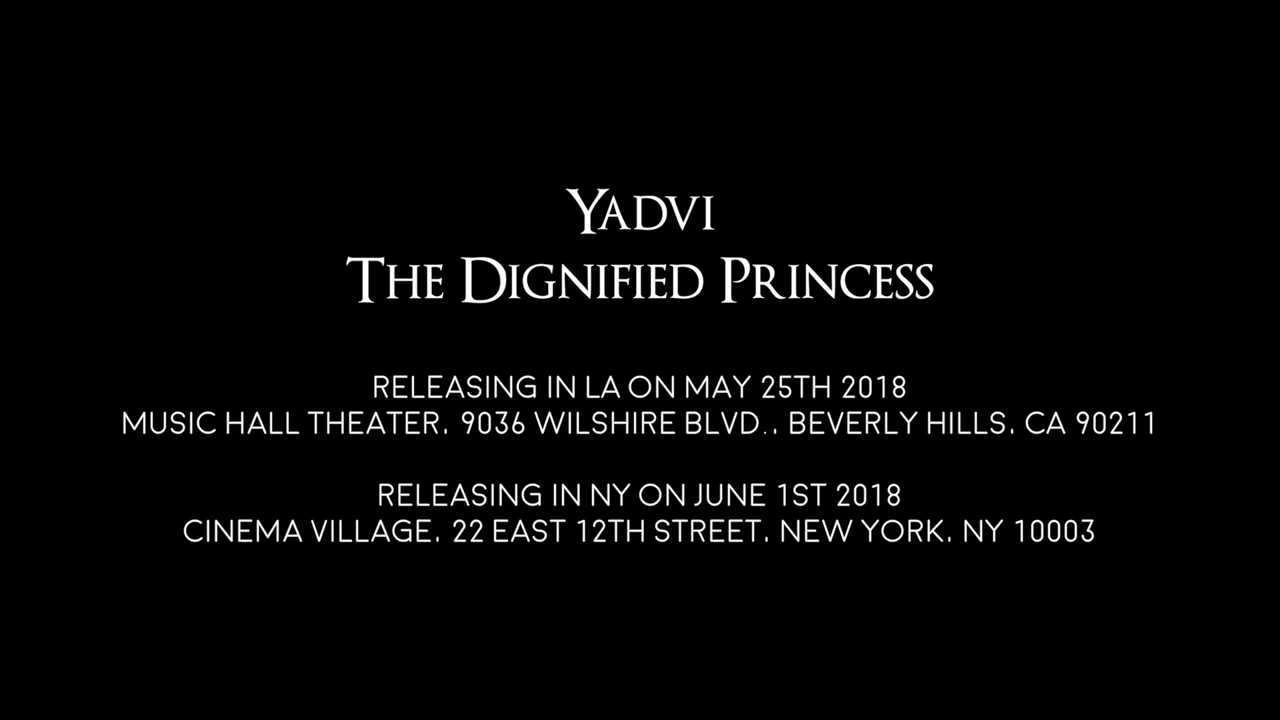 YADVI
THE DIGNIFIED PRINCESS
RELEASING IN LA ON MAY 25TH 2018
MUSIC HALL THEATER, 9036 WILSHIRE BLVD., BEVERLY HILLS, CA 90211
RELEASING IN NY ON JUNE 1ST 2018
CINEMA VILLAGE, 22 EAST 12TH STREET, NEW YORK, NY 10003